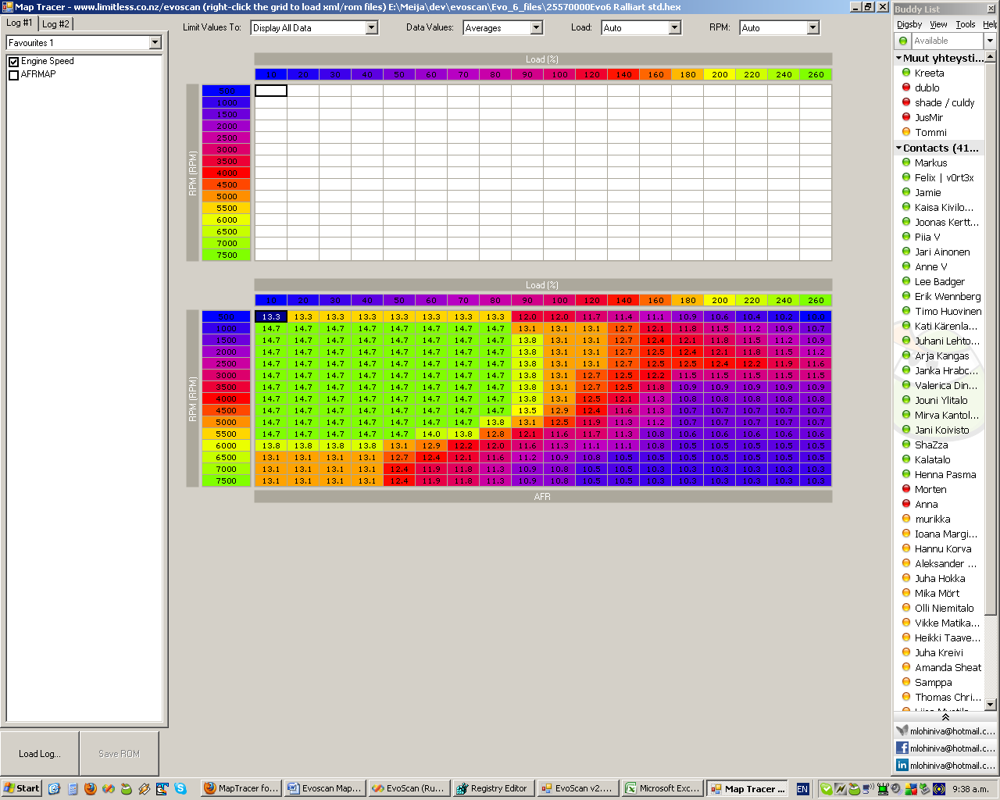 Map Tracer - www.limitless.co.nz/evoscan (right-click the grid to load xml/rom files) E:\Meija\dev\evoscan\Evo_6_files\25570000Evo6 Ralliart std.hex
Log #1 Log #2
Limit Values To: Display All Data Data Values: Averages Load: Auto RPM: Auto
Favourites 1
Engine Speed
AFRMAP
Load (%)
10 20 30 40 50 60 70 80 90 100 120 140 160 180 200 220 240 260
RPM (RPM)
500
1000
1500
2000
2500
3000
3500
4000
4500
5000
5500
6000
6500
7000
7500
Load (%)
10 20 30 40 50 60 70 80 90 100 120 140 160 180 200 220 240 260
RPM (RPM)
500 13.3 13.3 13.3 13.3 13.3 13.3 13.3 13.3 12.0 12.0 11.7 11.4 11.1 10.9 10.6 10.4 10.2 10.0
1000 14.7 14.7 14.7 14.7 14.7 14.7 14.7 14.7 13.1 13.1 13.1 12.7 12.1 11.8 11.5 11.2 10.9 10.7
1500 14.7 14.7 14.7 14.7 14.7 14.7 14.7 14.7 13.8 13.1 13.1 12.7 12.4 12.1 11.8 11.5 11.2 10.9
2000 14.7 14.7 14.7 14.7 14.7 14.7 14.7 14.7 13.8 13.1 13.1 12.7 12.5 12.4 12.1 11.8 11.5 11.2
2500 14.7 14.7 14.7 14.7 14.7 14.7 14.7 14.7 13.8 13.1 13.1 12.7 12.5 12.5 12.4 12.2 11.9 11.6
3000 14.7 14.7 14.7 14.7 14.7 14.7 14.7 14.7 13.8 13.1 12.7 12.5 12.2 11.5 11.5 11.5 11.5 11.5
3500 14.7 14.7 14.7 14.7 14.7 14.7 14.7 14.7 13.8 13.1 12.7 12.5 11.8 10.9 10.9 10.9 10.9 10.9
4000 14.7 14.7 14.7 14.7 14.7 14.7 14.7 14.7 13.8 13.1 12.5 12.1 11.3 10.8 10.8 10.8 10.8 10.8
4500 14.7 14.7 14.7 14.7 14.7 14.7 14.7 14.7 13.5 12.9 12.4 11.6 11.3 10.7 10.7 10.7 10.7 10.7
5000 14.7 14.7 14.7 14.7 14.7 14.7 14.7 13.8 13.1 12.5 11.9 11.3 11.2 10.7 10.7 10.7 10.7 10.7
5500 14.7 14.7 14.7 14.7 14.7 14.0 13.8 12.8 12.1 11.6 11.7 11.3 10.8 10.6 10.6 10.6 10.6 10.6
6000 13.8 13.8 13.8 13.8 13.1 12.9 12.2 12.0 11.6 11.3 11.1 11.1 10.8 10.5 10.5 10.5 10.5 10.5
6500 13.1 13.1 13.1 13.1 12.7 12.4 12.1 11.6 11.2 10.9 10.8 10.5 10.5 10.5 10.5 10.5 10.5 10.5
7000 13.1 13.1 13.1 13.1 12.4 11.9 11.8 11.3 10.9 10.8 10.5 10.5 10.3 10.3 10.3 10.3 10.3 10.3
7500 13.1 13.1 13.1 13.1 12.4 11.9 11.8 11.3 10.9 10.8 10.5 10.5 10.3 10.3 10.3 10.3 10.3 10.3
AFR
Load Log... Save ROM
Buddy List
Digsby View Tools Help
Available
Muut yhteysti...
Kreeta
dublo
shade / culdy
JusMir
Tommi
Contacts (41...
Markus
Felix | v0rt3x
Jamie
Kaisa Kivilo...
Joonas Kertt...
Piia V
Jari Ainonen
Anne V
Lee Badger
Erik Wennberg
Timo Huovinen
Kati Kärenla...
Juhani Lehto...
Arja Kangas
Janka Hrabc...
Valerica Din...
Jouni Ylitalo
Mirva Kantol...
Jani Koivisto
ShaZza
Kalatalo
Henna Pasma
Morten
Anna
murikka
Ioana Margi...
Hannu Korva
Aleksander ...
Juha Hokka
Mika Mört
Olli Niemitalo
Vikke Matika...
Heikki Taave...
Juha Kreivi
Amanda Sheat
Samppa
Thomas Chri...
mlohiniva@hotmail.c...
mlohiniva@hotmail.c...
mlohiniva@hotmail.c...
Start MapTracer fo... Evoscan Map... EvoScan (Ru... Registry Editor EvoScan v2.... Microsoft Exc... Map Tracer ... EN 9:38 a.m.